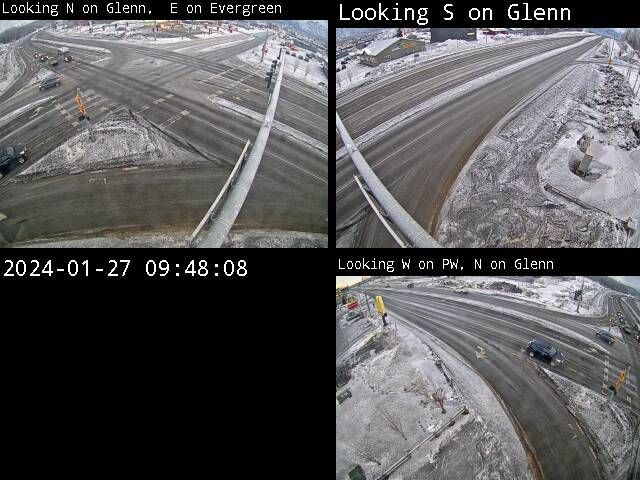 Looking N on Glenn,  E on Evergreen
Looking S on Glenn
2024-01-27 09:48:08
Looking W on PW, N on Glenn